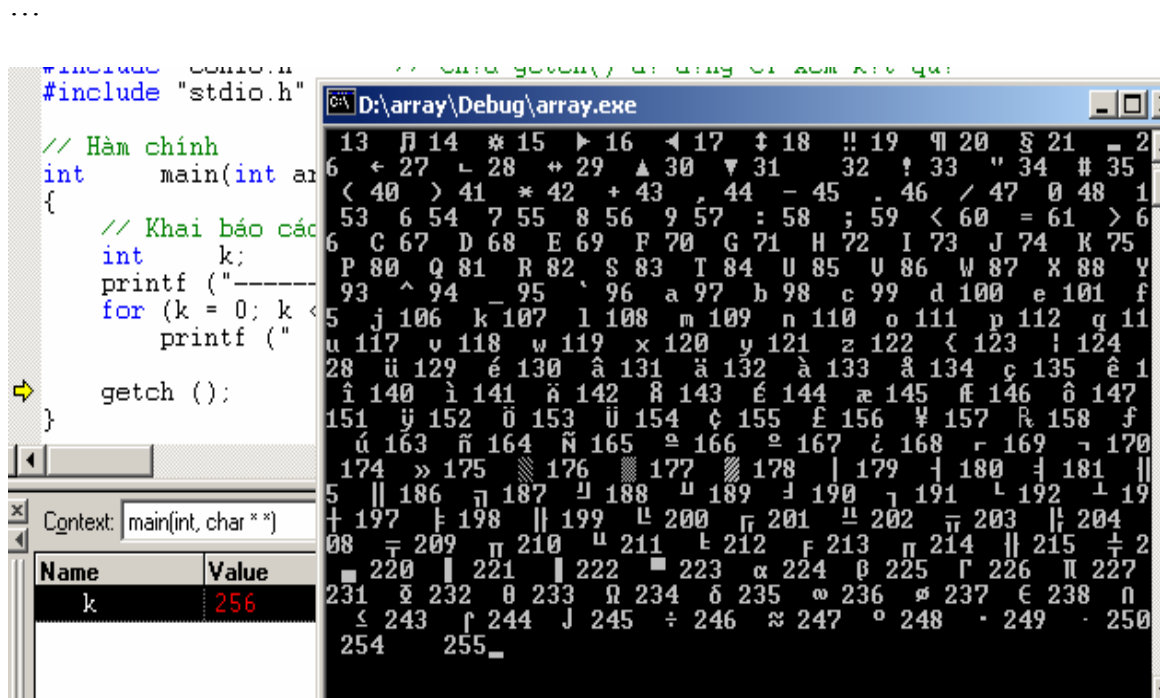 ...
#include "conio.h"
#include "stdio.h"
// Hàm chính
int main(int ar
{
// Khai báo các
int k;
printf ("------
for (k = 0; k <
printf ("
getch ();
}
Context: main(int, char * *)
Name Value
k 256
D:\array\Debug\array.exe
13 ♫ 14 ☼ 15 ► 16 ◄ 17 ↕ 18 ‼ 19 ¶ 20 § 21 ▬ 2
6 ← 27 ∟ 28 ↔ 29 ▲ 30 ▼ 31 32 ! 33 " 34 # 35
( 40 ) 41 * 42 + 43 , 44 - 45 . 46 / 47 0 48 1
53 6 54 7 55 8 56 9 57 : 58 ; 59 < 60 = 61 > 6
6 C 67 D 68 E 69 F 70 G 71 H 72 I 73 J 74 K 75
P 80 Q 81 R 82 S 83 T 84 U 85 V 86 W 87 X 88 Y
93 ^ 94 _ 95 ` 96 a 97 b 98 c 99 d 100 e 101 f
5 j 106 k 107 l 108 m 109 n 110 o 111 p 112 q 11
u 117 v 118 w 119 x 120 y 121 z 122 { 123 ¦ 124
28 ü 129 é 130 â 131 ä 132 à 133 å 134 ç 135 ê 1
î 140 ì 141 Ä 142 Å 143 É 144 æ 145 Æ 146 ô 147
151 ÿ 152 Ö 153 Ü 154 ¢ 155 £ 156 ¥ 157 ₧ 158 ƒ
ú 163 ñ 164 Ñ 165 ª 166 º 167 ¿ 168 ⌐ 169 ¬ 170
174 » 175 ░ 176 ▒ 177 ▓ 178 │ 179 ┤ 180 ╡ 181 ╢
5 ║ 186 ╗ 187 ╝ 188 ╜ 189 ╛ 190 ┐ 191 └ 192 ┴ 19
┼ 197 ╞ 198 ╟ 199 ╚ 200 ╔ 201 ╩ 202 ╦ 203 ╠ 204
08 ╤ 209 ╥ 210 ╙ 211 ╘ 212 ╒ 213 ╓ 214 ╫ 215 ╪ 2
▄ 220 ▌ 221 ▐ 222 ▀ 223 α 224 ß 225 Γ 226 π 227
231 Φ 232 Θ 233 Ω 234 δ 235 ∞ 236 φ 237 ε 238 ∩
≤ 243 ⌠ 244 ⌡ 245 ÷ 246 ≈ 247 ° 248 ∙ 249 · 250
254 255_